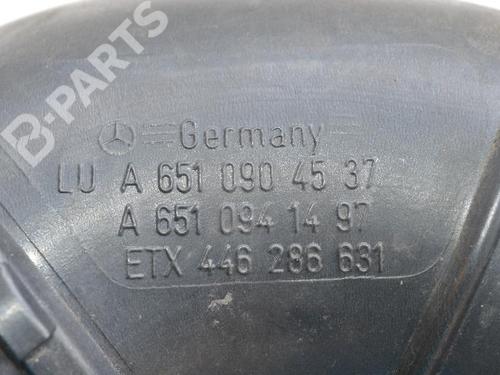 B-PARTS
Germany
LU A 651 090 45 37
A 651 094 14 97
ETX 446 286 631